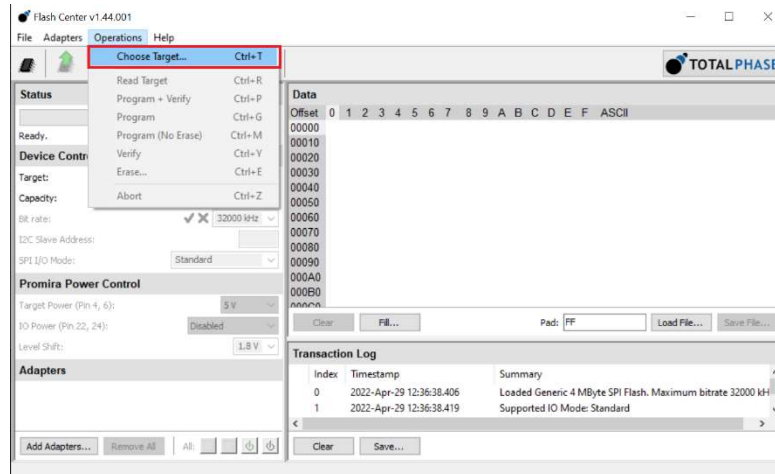 Flash Center v1.44.001
File Adapters Operations Help
Choose Target... Ctrl+T
Read Target Ctrl+R
Program + Verify Ctrl+P
Program Ctrl+G
Program (No Erase) Ctrl+M
Verify Ctrl+Y
Erase... Ctrl+E
Abort Ctrl+Z
TOTAL PHASE
Status
Ready.
Device Contr
Target:
Capacity:
Bit rate: 32000 kHz
I2C Slave Address:
SPI I/O Mode: Standard
Promira Power Control
Target Power (Pin 4, 6): 5 V
IO Power (Pin 22, 24): Disabled
Level Shift: 1.8 V
Adapters
Add Adapters... Remove All All:
Data
Offset 0 1 2 3 4 5 6 7 8 9 A B C D E F ASCII
00000
00010
00020
00030
00040
00050
00060
00070
00080
00090
000A0
000B0
000C0
Clear Fill... Pad: FF Load File... Save File...
Transaction Log
Index Timestamp Summary
0 2022-Apr-29 12:36:38.406 Loaded Generic 4 MByte SPI Flash. Maximum bitrate 32000 kH
1 2022-Apr-29 12:36:38.419 Supported IO Mode: Standard
Clear Save...